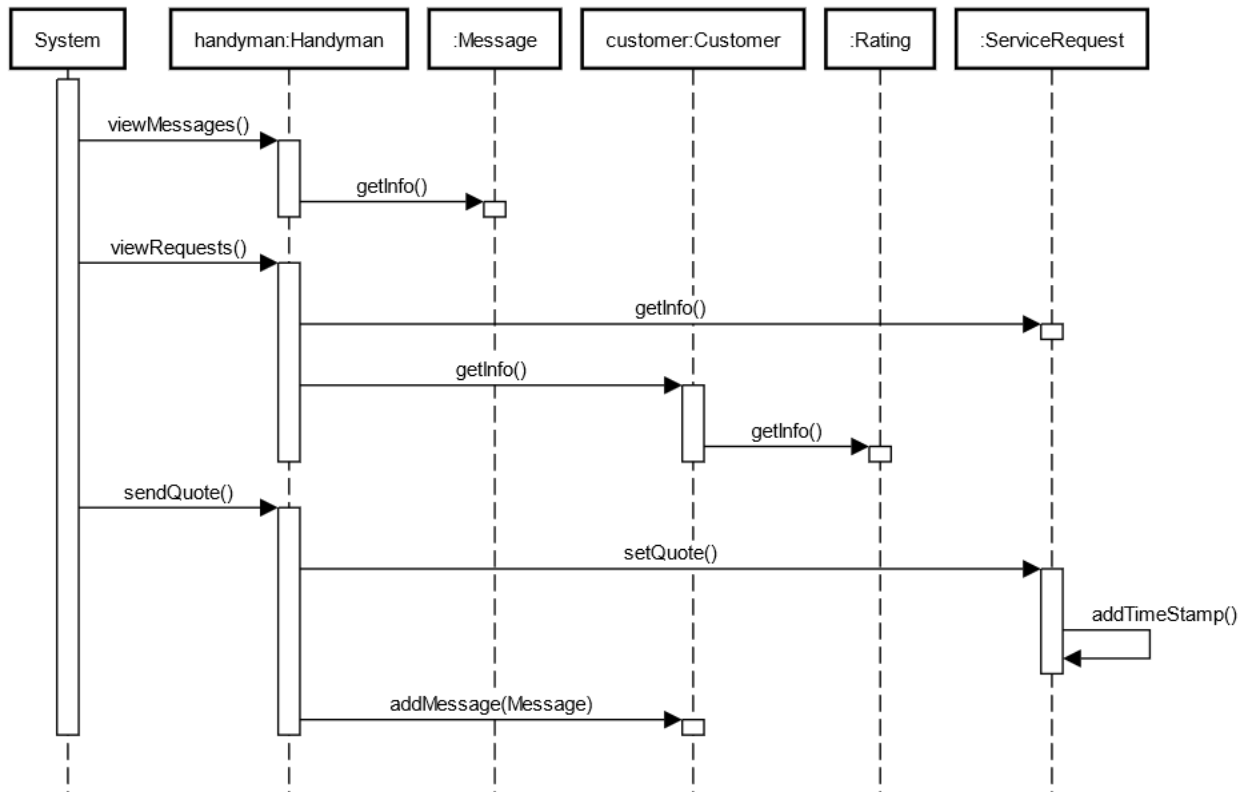 System
handyman:Handyman
:Message
customer:Customer
:Rating
:ServiceRequest
viewMessages()
getInfo()
viewRequests()
getInfo()
getInfo()
getInfo()
sendQuote()
setQuote()
addTimeStamp()
addMessage(Message)